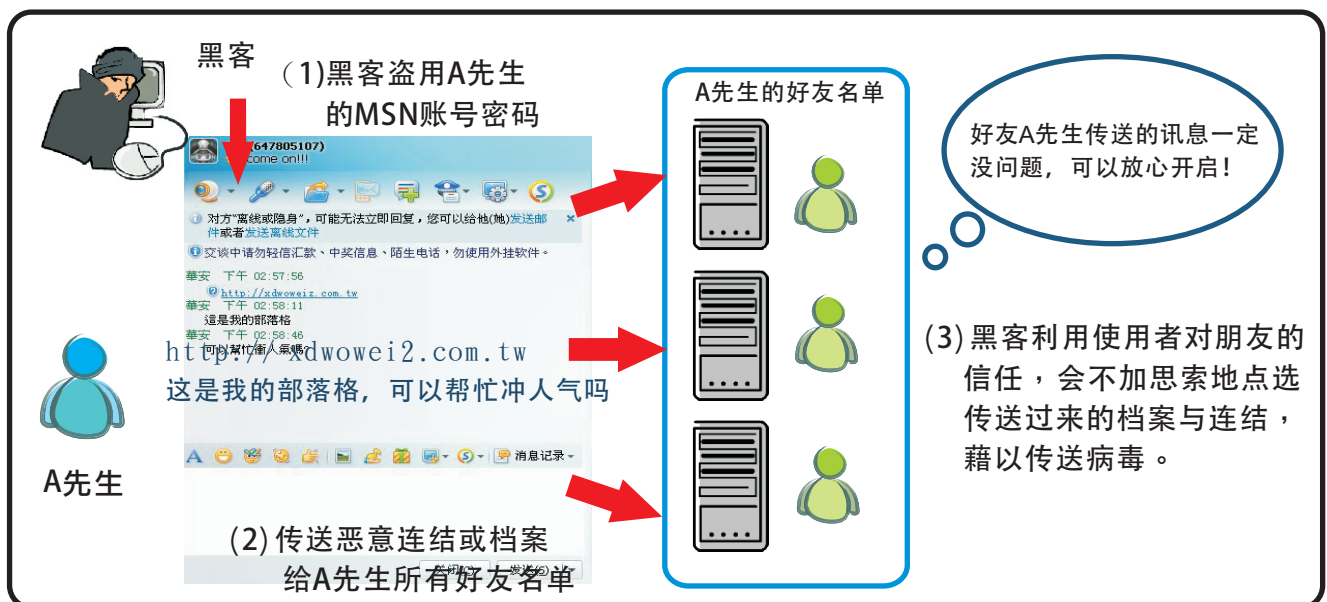 黑客
（1)黑客盗用A先生
的MSN账号密码
(647805107)
come on!!!
对方"离线或隐身"，可能无法立即回复，您可以给他(她)发送邮
件或者发送离线文件
交谈中请勿轻信汇款、中奖信息、陌生电话，勿使用外挂软件。
華安 下午 02:57:56
http://xdwoweiz.com.tw
華安 下午 02:58:11
這是我的部落格
華安 下午 02:58:46
可以幫忙衝人氣嗎?
http://xdwowei2.com.tw
这是我的部落格，可以帮忙冲人气吗
消息记录
A先生
(2)传送恶意连结或档案
给A先生所有好友名单
关闭(C) 发送(S)
A先生的好友名单
好友A先生传送的讯息一定
没问题，可以放心开启！
(3)黑客利用使用者对朋友的
信任，会不加思索地点选
传送过来的档案与连结，
藉以传送病毒。